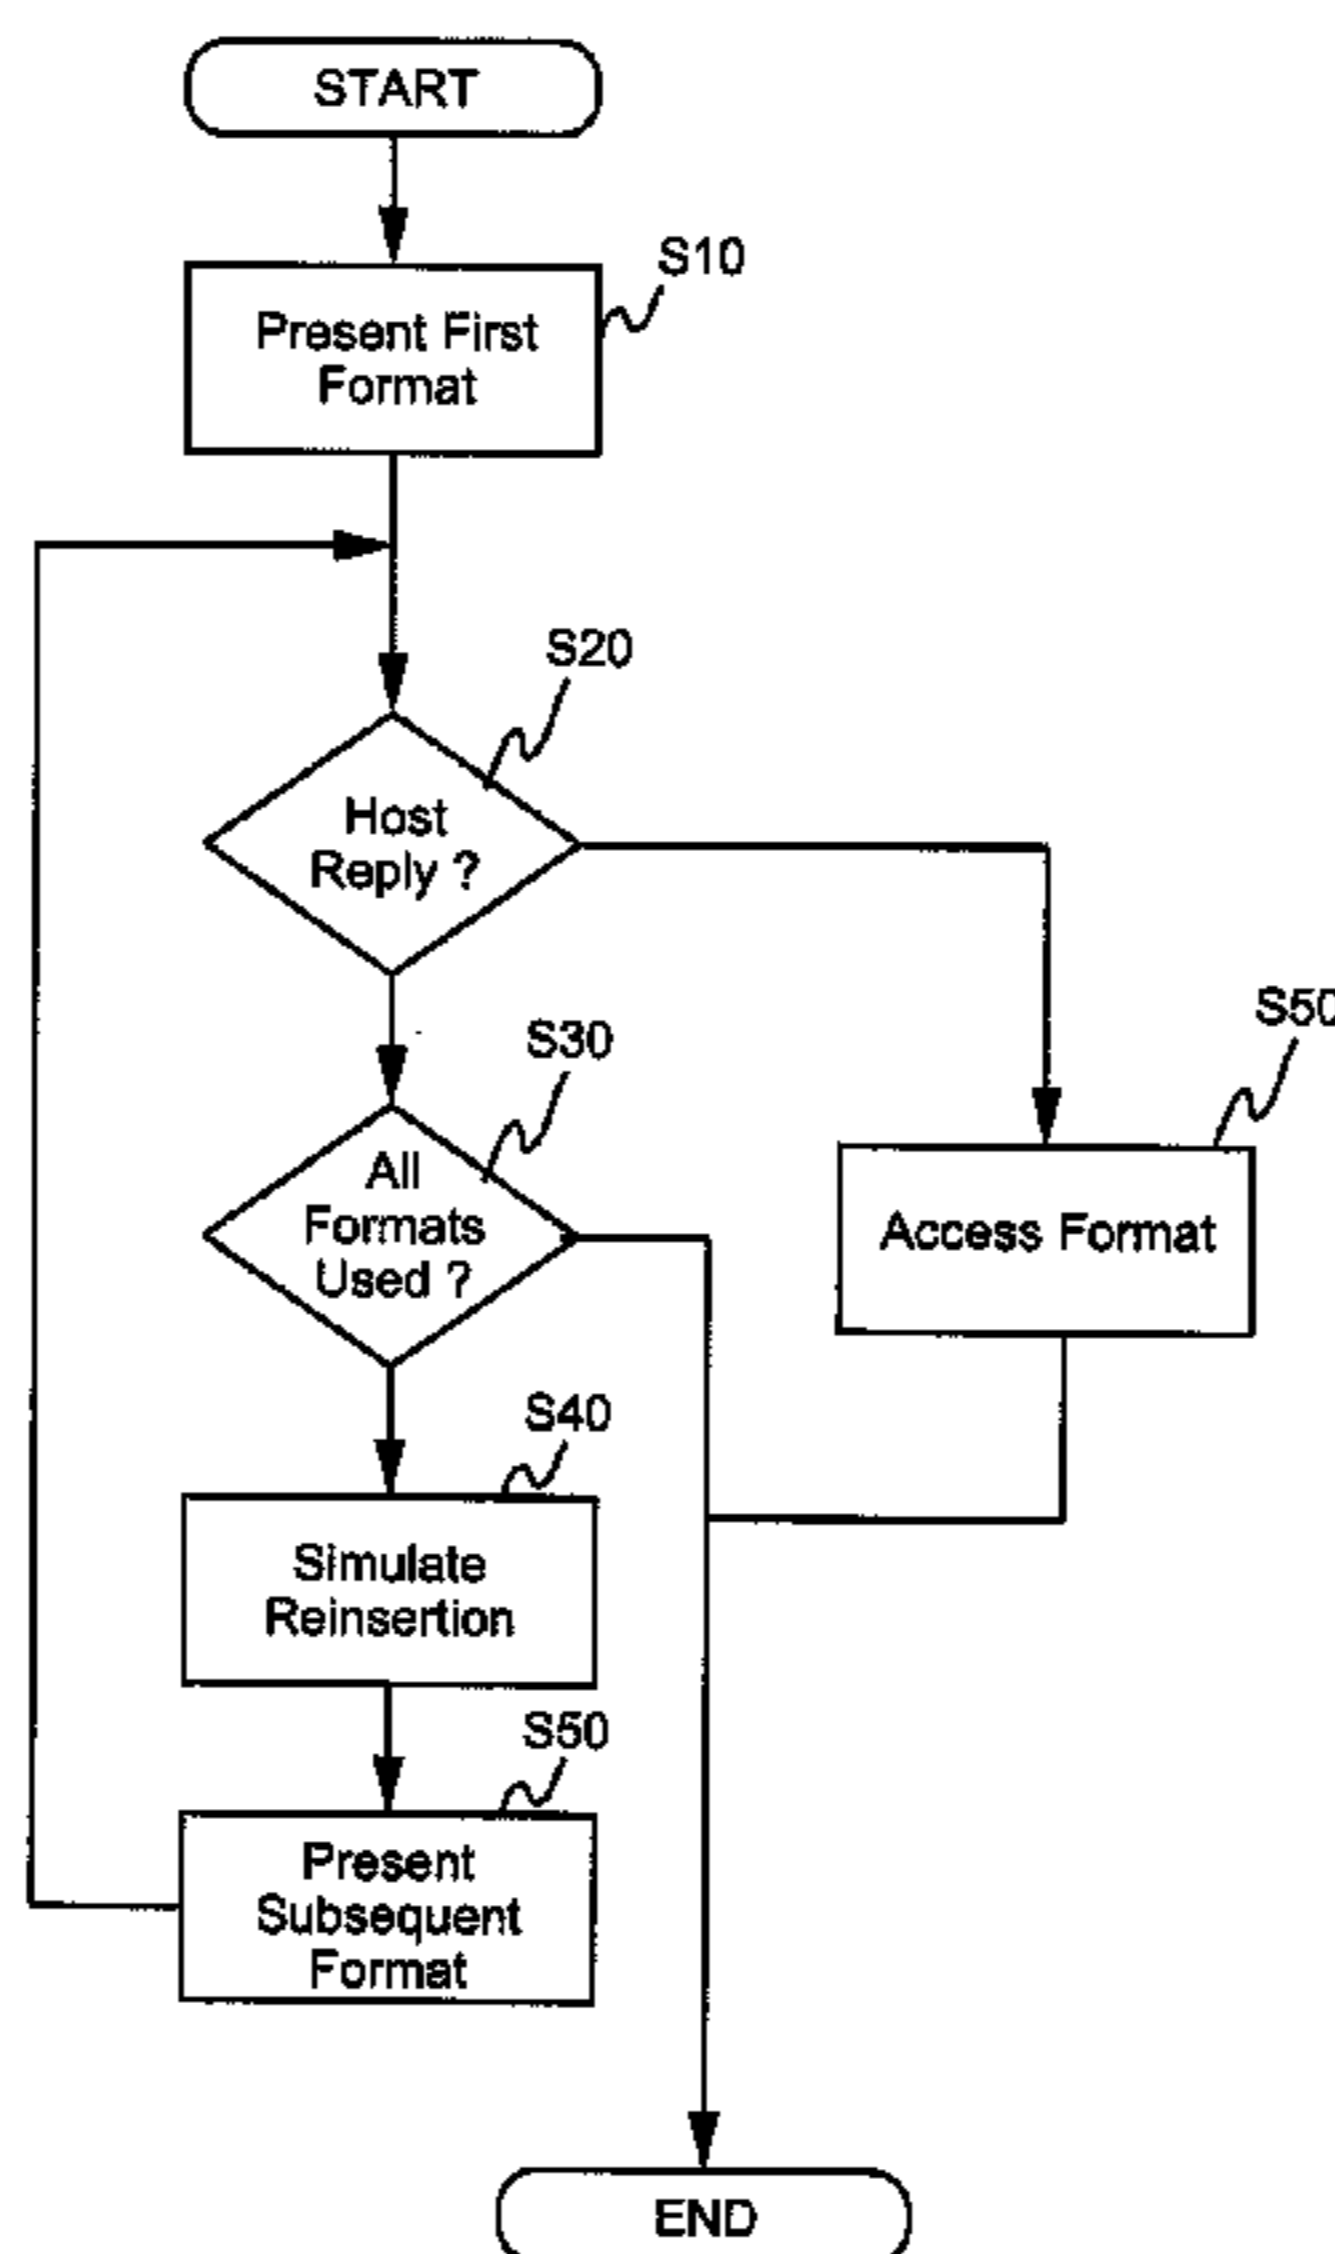 START
S10
Present First
Format
S20
Host
Reply ?
S30
All
Formats
Used ?
S50
Access Format
S40
Simulate
Reinsertion
S50
Present
Subsequent
Format
END